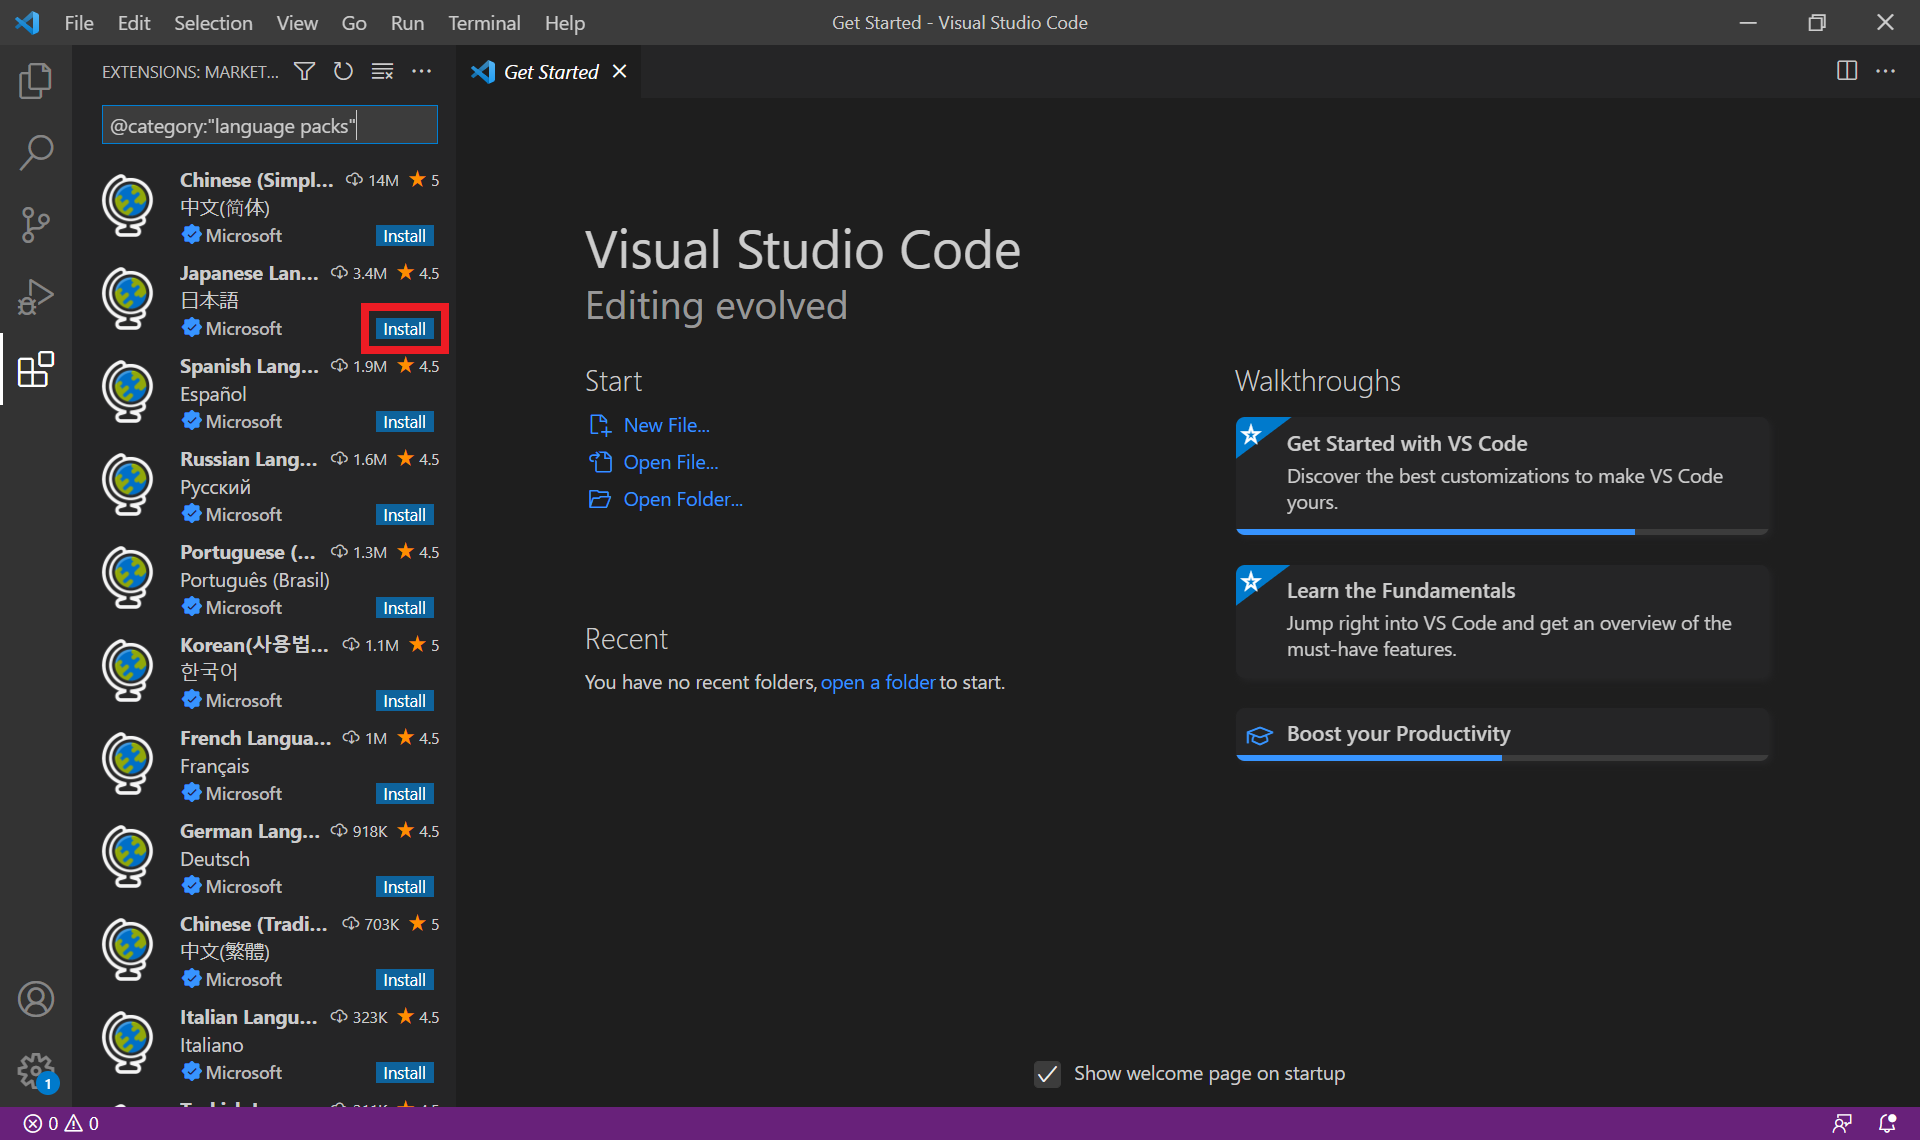 File Edit Selection View Go Run Terminal Help
Get Started - Visual Studio Code
EXTENSIONS: MARKET...
Get Started
@category:"language packs"
Chinese (Simpl... 14M 5
中文(简体)
Microsoft Install
Japanese Lan... 3.4M 4.5
日本語
Microsoft Install
Spanish Lang... 1.9M 4.5
Español
Microsoft Install
Russian Lang... 1.6M 4.5
Русский
Microsoft Install
Portuguese (... 1.3M 4.5
Português (Brasil)
Microsoft Install
Korean(사용법... 1.1M 5
한국어
Microsoft Install
French Langua... 1M 4.5
Français
Microsoft Install
German Lang... 918K 4.5
Deutsch
Microsoft Install
Chinese (Tradi... 703K 5
中文(繁體)
Microsoft Install
Italian Langu... 323K 4.5
Italiano
Microsoft Install
Visual Studio Code
Editing evolved
Start
New File...
Open File...
Open Folder...
Recent
You have no recent folders, open a folder to start.
Walkthroughs
Get Started with VS Code
Discover the best customizations to make VS Code
yours.
Learn the Fundamentals
Jump right into VS Code and get an overview of the
must-have features.
Boost your Productivity
Show welcome page on startup
1
0 0